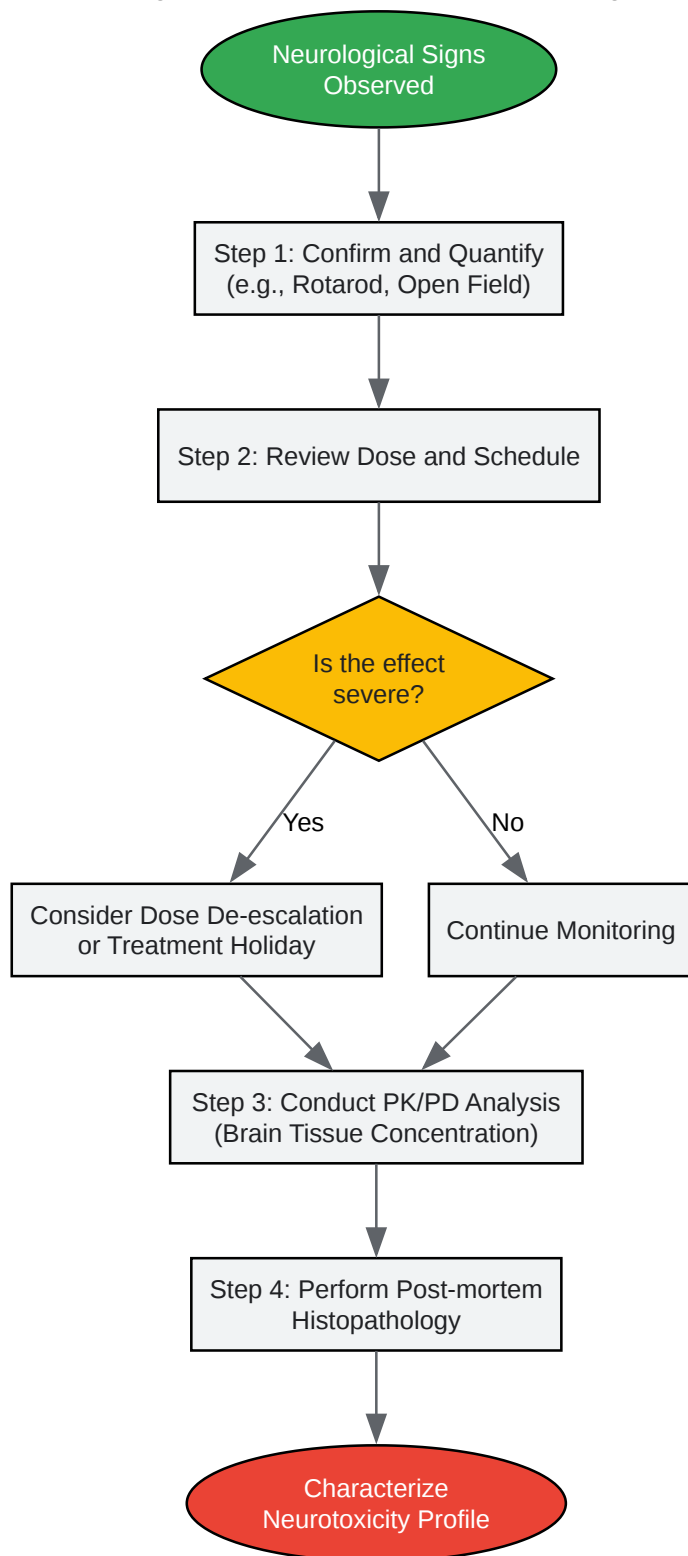 Neurological Signs
Observed
Step 1: Confirm and Quantify
(e.g., Rotarod, Open Field)
Step 2: Review Dose and Schedule
Is the effect
severe?
Yes
No
Consider Dose De-escalation
or Treatment Holiday
Continue Monitoring
Step 3: Conduct PK/PD Analysis
(Brain Tissue Concentration)
Step 4: Perform Post-mortem
Histopathology
Characterize
Neurotoxicity Profile